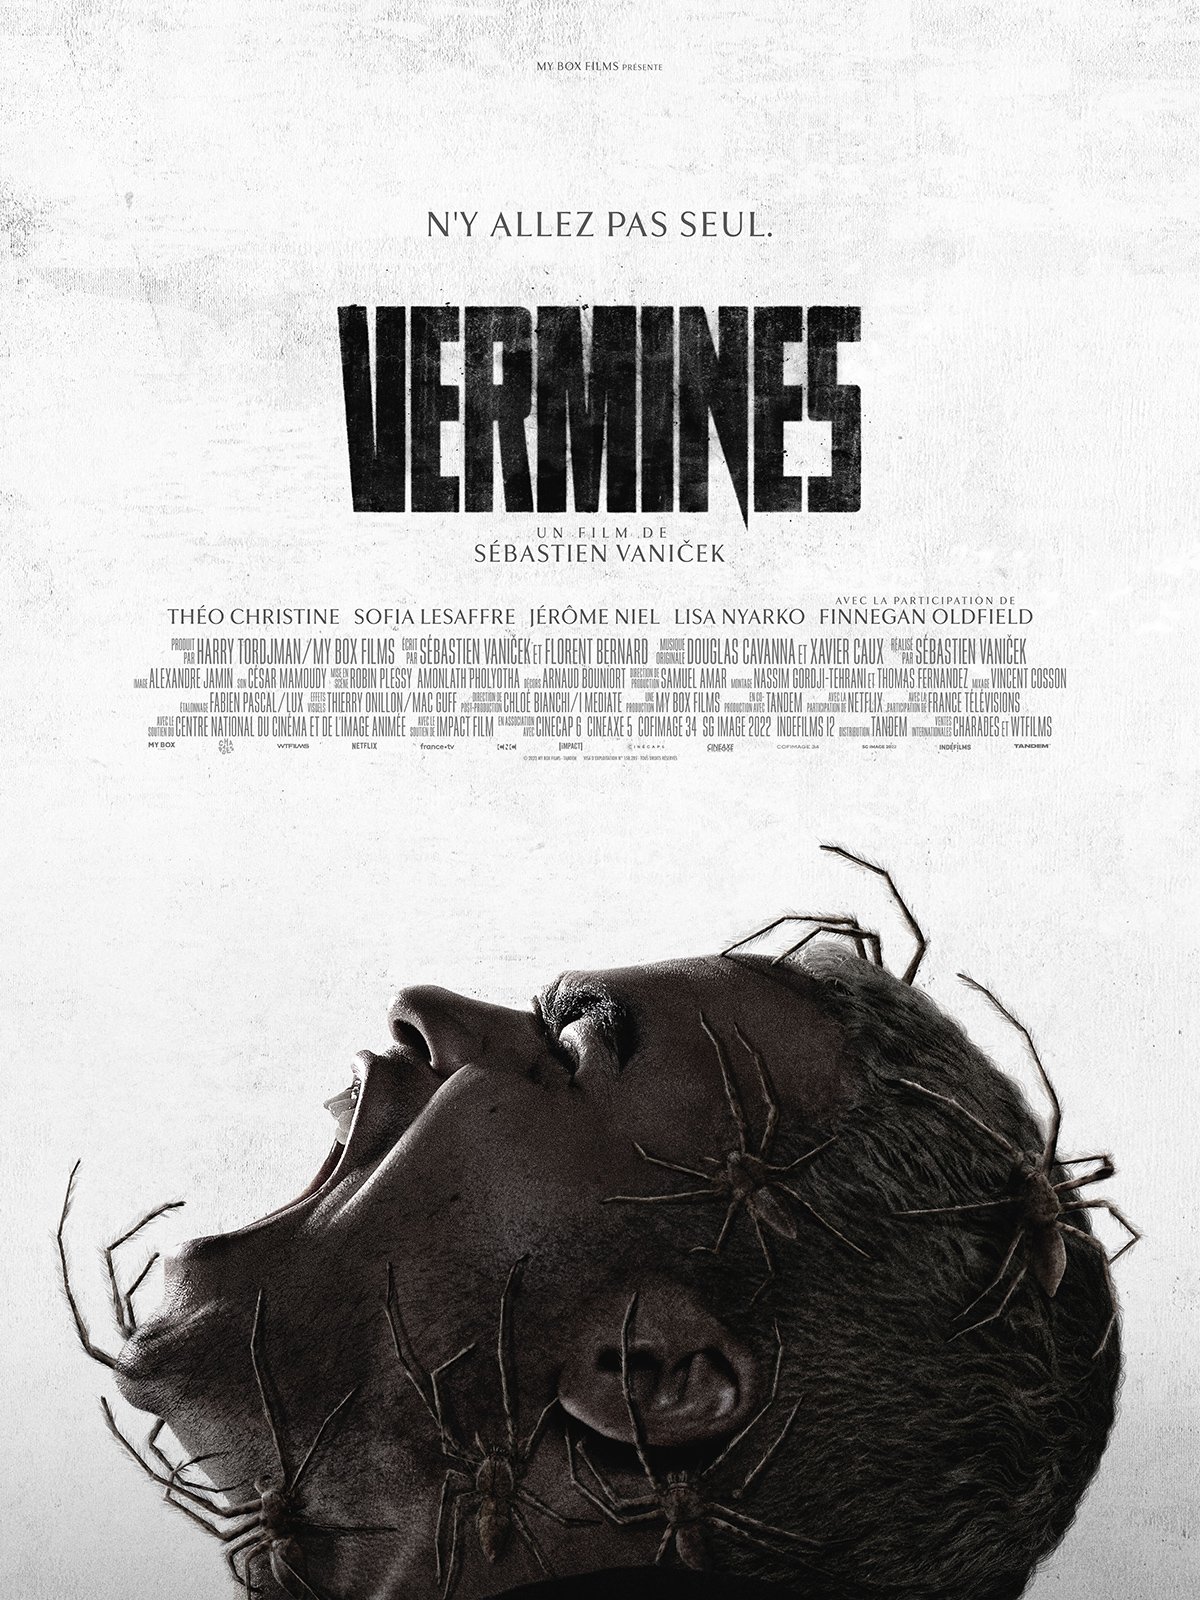 MY BOX FILMS PRÉSENTE
N'Y ALLEZ PAS SEUL.
VERMINES
UN FILM DE
SÉBASTIEN VANIČEK
AVEC LA PARTICIPATION DE
THÉO CHRISTINE SOFIA LESAFFRE JÉRÔME NIEL LISA NYARKO FINNEGAN OLDFIELD
PRODUIT PAR HARRY TORDJMAN/MY BOX FILMS ÉCRIT PAR SÉBASTIEN VANIČEK ET FLORENT BERNARD MUSIQUE ORIGINALE DOUGLAS CAVANNA ET XAVIER CAUX RÉALISÉ PAR SÉBASTIEN VANIČEK
IMAGE ALEXANDRE JAMIN SON CÉSAR MAMOUDY MISE EN SCÈNE ROBIN PLESSY AMONLATH PHOLYOTHA DÉCORS ARNAUD BOUNIORT DIRECTION DE PRODUCTION SAMUEL AMAR MONTAGE NASSIM GORDJI-TEHRANI ET THOMAS FERNANDEZ MIXAGE VINCENT COSSON
ÉTALONNAGE FABIEN PASCAL/LUX EFFETS VISUELS THIERRY ONILLON/MAC GUFF DIRECTION DE POST-PRODUCTION CHLOÉ BIANCHI/I MEDIATE UNE PRODUCTION MY BOX FILMS EN CO-PRODUCTION AVEC TANDEM AVEC LA PARTICIPATION DE NETFLIX AVEC LA PARTICIPATION DE FRANCE TÉLÉVISIONS
AVEC LE SOUTIEN DU CENTRE NATIONAL DU CINÉMA ET DE L'IMAGE ANIMÉE AVEC LE SOUTIEN DE IMPACT FILM EN ASSOCIATION AVEC CINÉCAP 6 CINÉAXE 5 COFIMAGE 34 SG IMAGE 2022 INDÉFILMS 12 DISTRIBUTION TANDEM VENTES INTERNATIONALES CHARADES ET WTFILMS
MY BOX CHARADES WTFILMS NETFLIX france•tv CNC [IMPACT] CINÉCAP 6 CINÉAXE COFIMAGE 34 SG IMAGE 2022 INDÉFILMS TANDEM